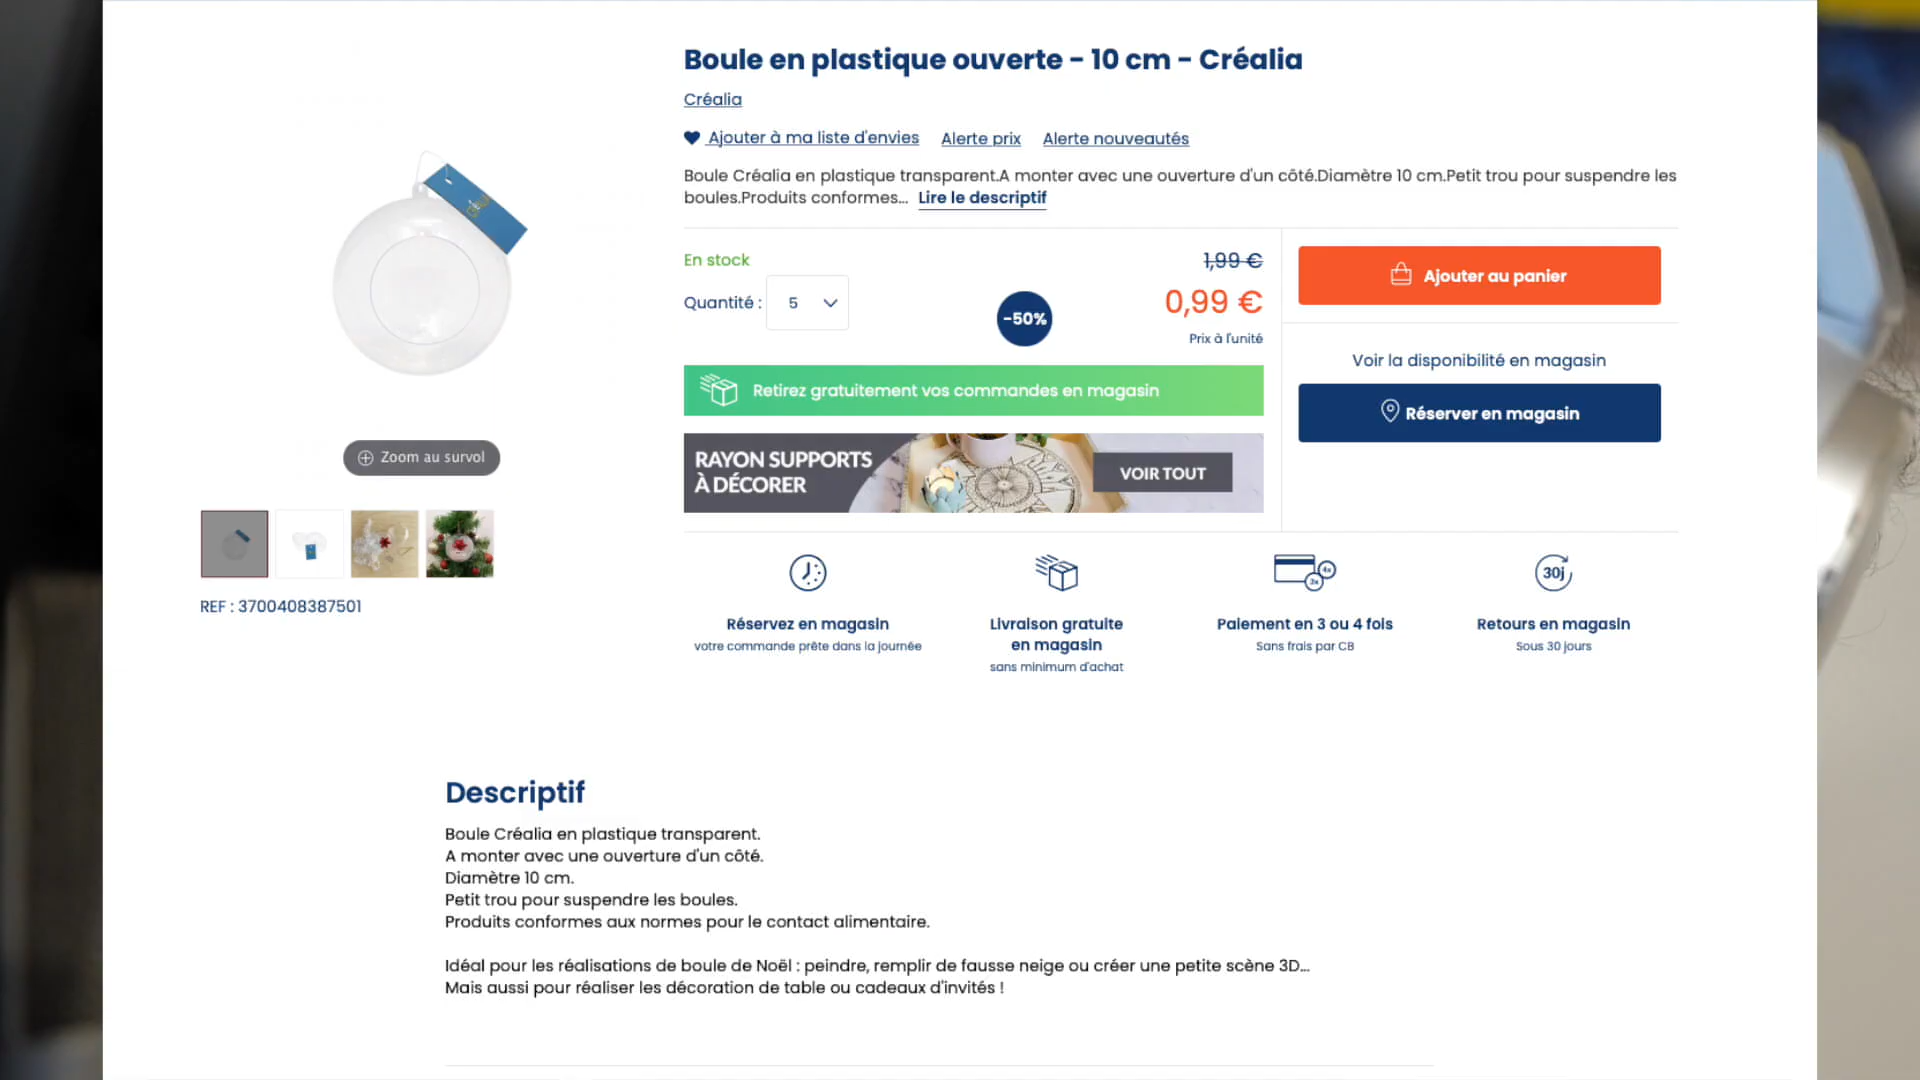 Boule en plastique ouverte - 10 cm - Créalia
Créalia
Ajouter à ma liste d'envies Alerte prix Alerte nouveautés
Boule Créalia en plastique transparent.A monter avec une ouverture d'un côté.Diamètre 10 cm.Petit trou pour suspendre les
boules.Produits conformes... Lire le descriptif
En stock
1,99 €
Ajouter au panier
Quantité : 5
-50%
0,99 €
Prix à l'unité
Voir la disponibilité en magasin
Retirez gratuitement vos commandes en magasin
Réserver en magasin
Zoom au survol
RAYON SUPPORTS
À DÉCORER
VOIR TOUT
REF : 3700408387501
30j
3x
4x
Réservez en magasin
votre commande prête dans la journée
Livraison gratuite
en magasin
sans minimum d'achat
Paiement en 3 ou 4 fois
Sans frais par CB
Retours en magasin
Sous 30 jours
Descriptif
Boule Créalia en plastique transparent.
A monter avec une ouverture d'un côté.
Diamètre 10 cm.
Petit trou pour suspendre les boules.
Produits conformes aux normes pour le contact alimentaire.
Idéal pour les réalisations de boule de Noël : peindre, remplir de fausse neige ou créer une petite scène 3D...
Mais aussi pour réaliser les décoration de table ou cadeaux d'invités !